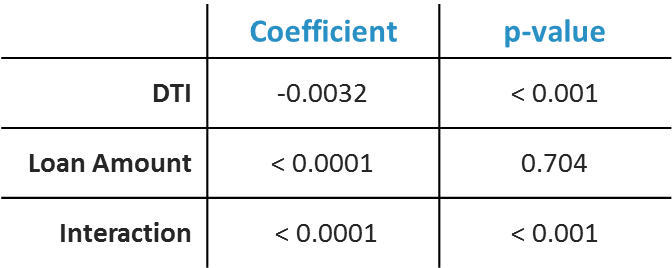 Coefficient p-value
DTI -0.0032 < 0.001
Loan Amount < 0.0001 0.704
Interaction < 0.0001 < 0.001